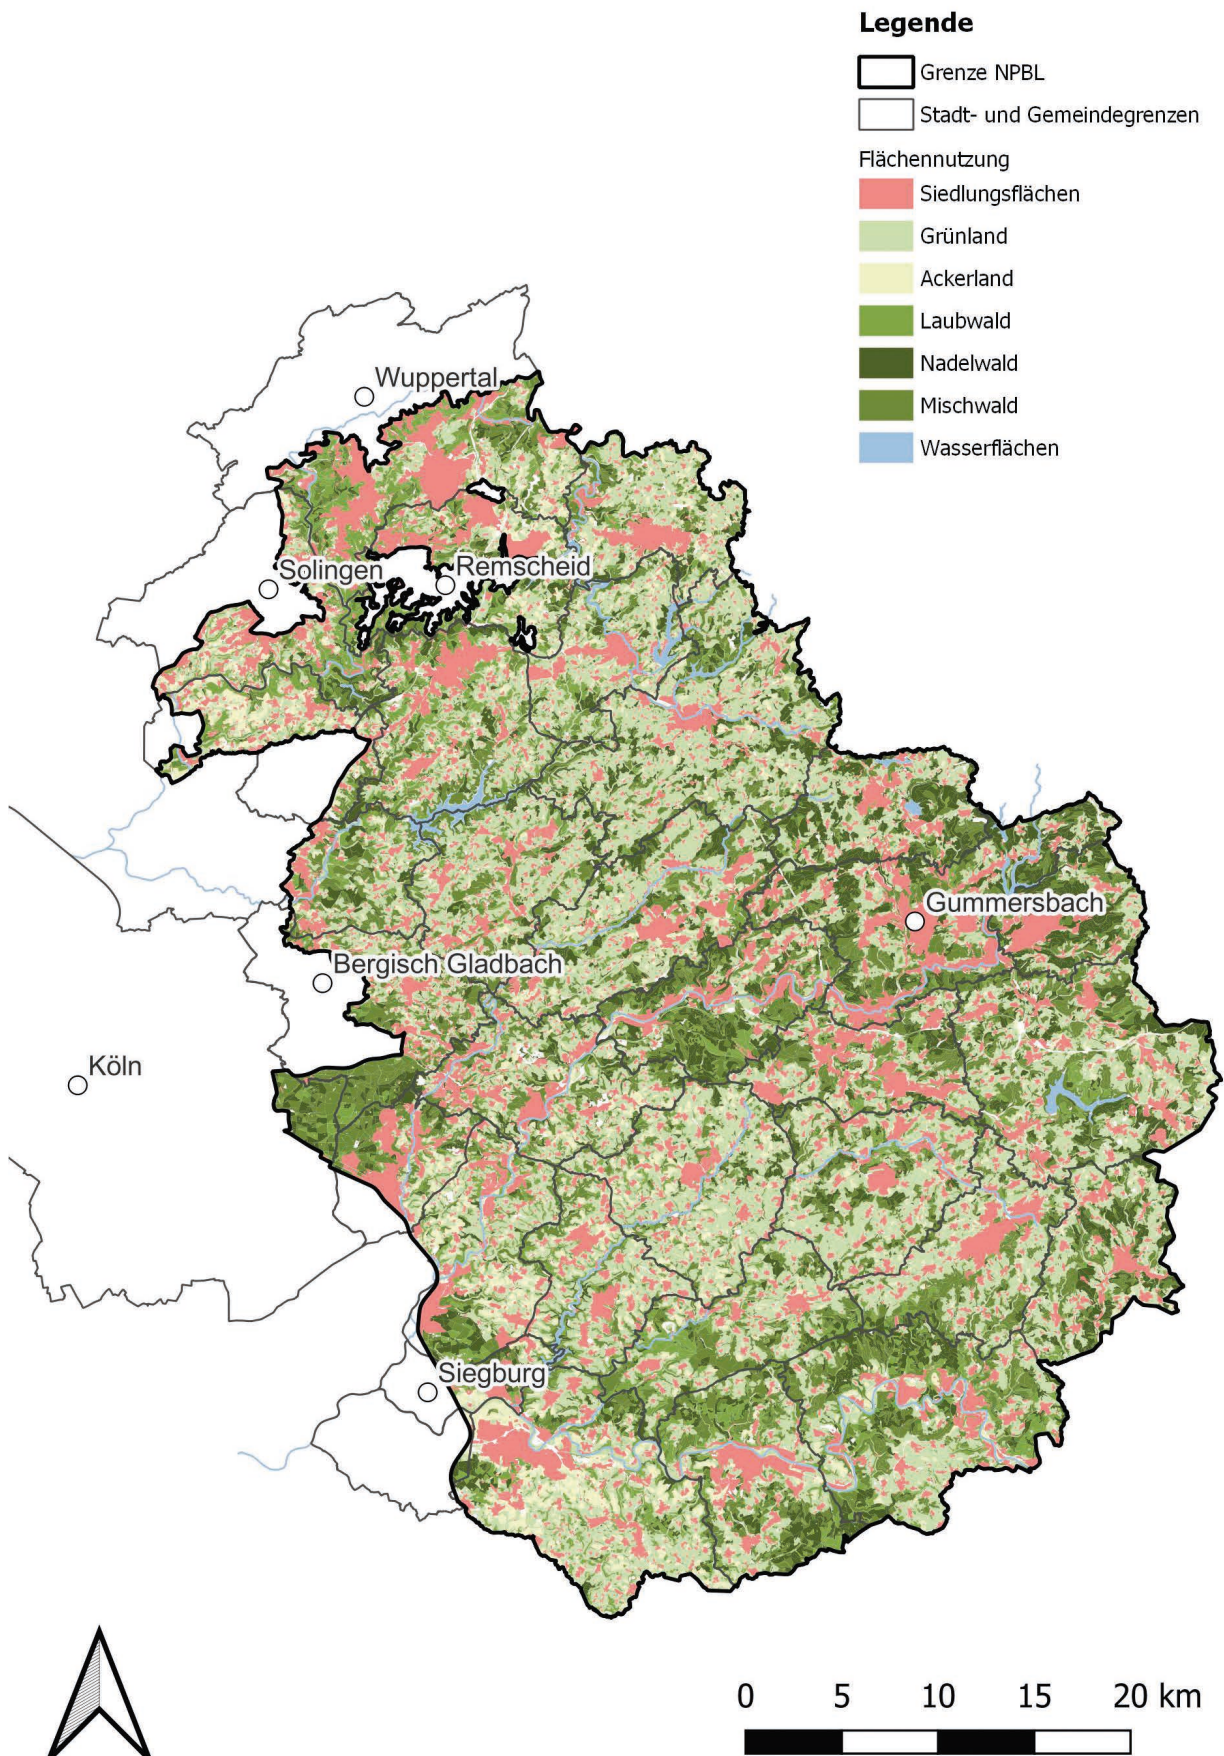 Legende
Grenze NPBL
Stadt- und Gemeindegrenzen
Flächennutzung
Siedlungsflächen
Grünland
Ackerland
Laubwald
Nadelwald
Mischwald
Wasserflächen
Wuppertal
Solingen
Remscheid
Gummersbach
Bergisch Gladbach
Köln
Siegburg
0 5 10 15 20 km